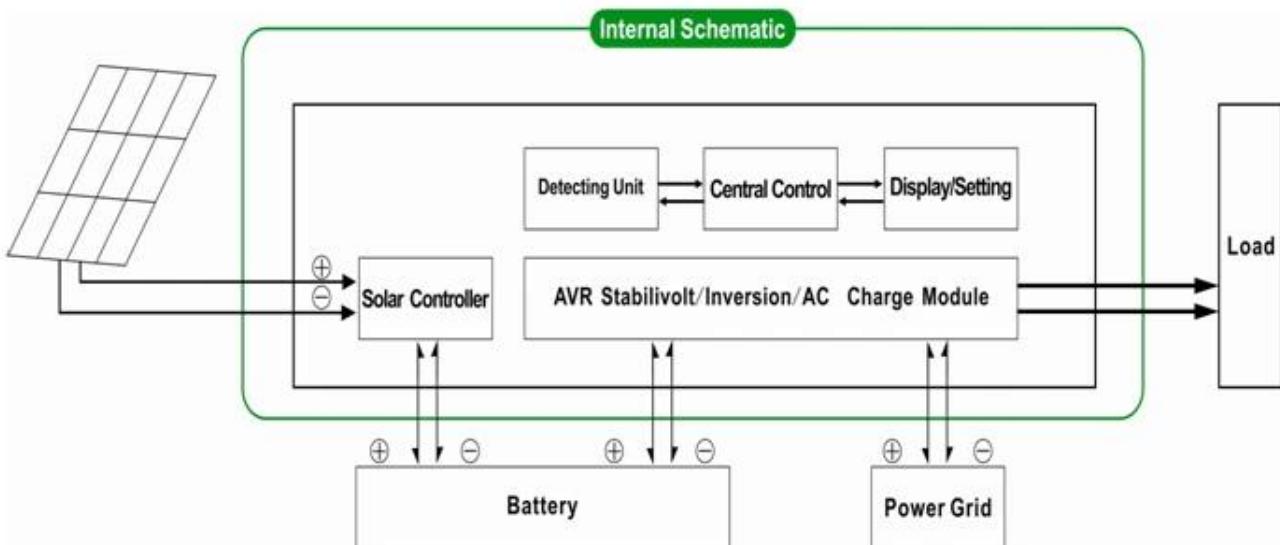 Internal Schematic
Detecting Unit
Central Control
Display/Setting
Load
⊕
⊖
Solar Controller
AVR Stabilivolt/Inversion/AC Charge Module
⊕ ⊖ ⊕ ⊖ ⊕ ⊖
Battery
Power Grid